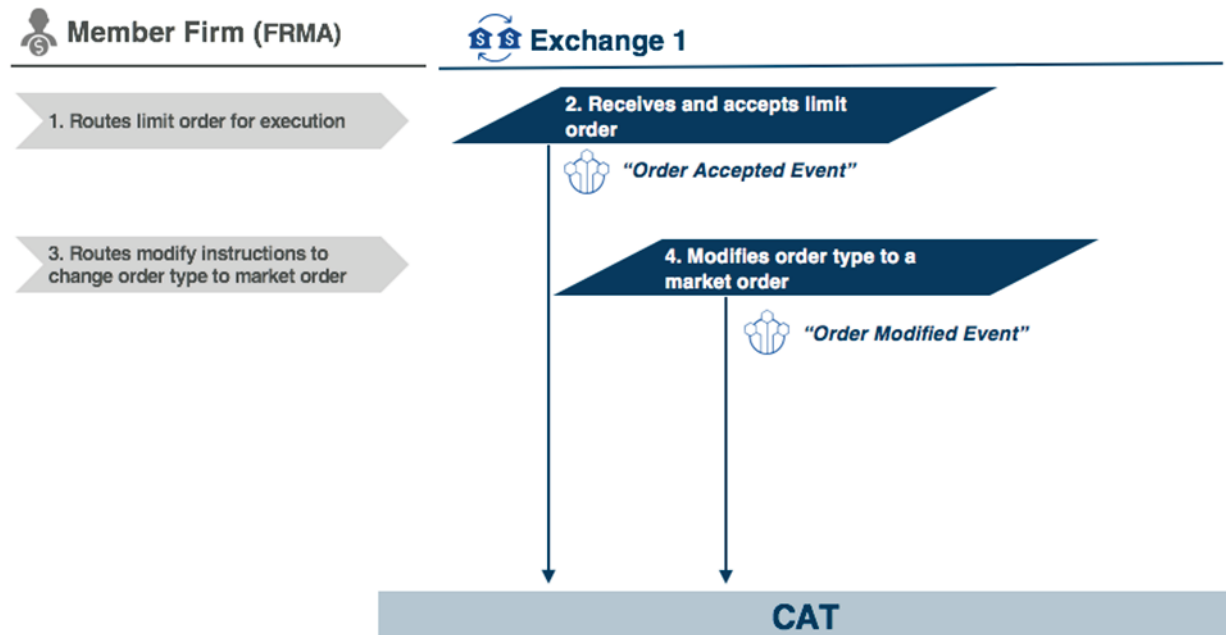 Member Firm (FRMA)
Exchange 1
1. Routes limit order for execution
2. Receives and accepts limit
order
“Order Accepted Event”
3. Routes modify instructions to
change order type to market order
4. Modifies order type to a
market order
“Order Modified Event”
CAT